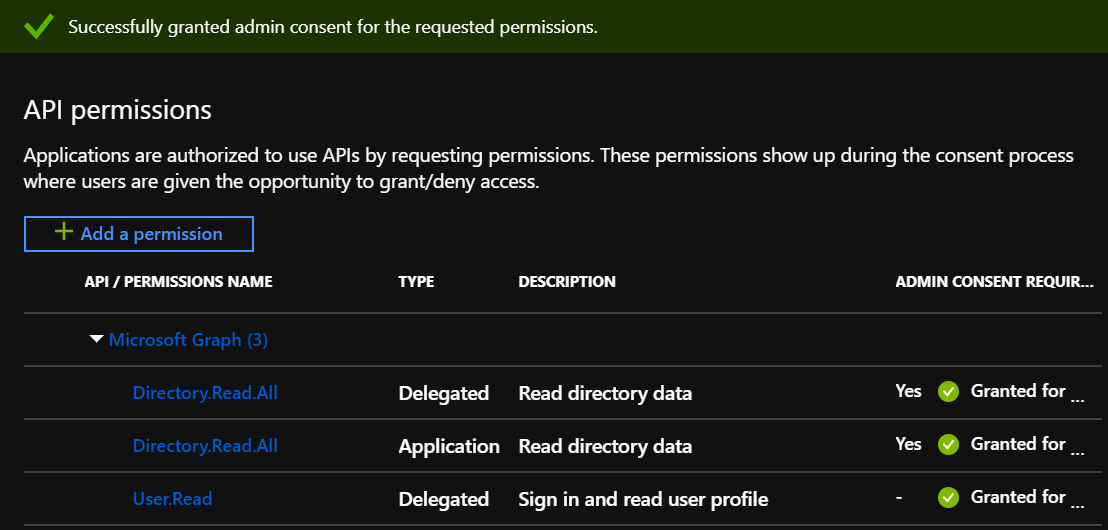 Successfully granted admin consent for the requested permissions.
API permissions
Applications are authorized to use APIs by requesting permissions. These permissions show up during the consent process
where users are given the opportunity to grant/deny access.
+ Add a permission
API / PERMISSIONS NAME TYPE DESCRIPTION ADMIN CONSENT REQUIR...
Microsoft Graph (3)
Directory.Read.All Delegated Read directory data Yes Granted for ...
Directory.Read.All Application Read directory data Yes Granted for ...
User.Read Delegated Sign in and read user profile - Granted for ...